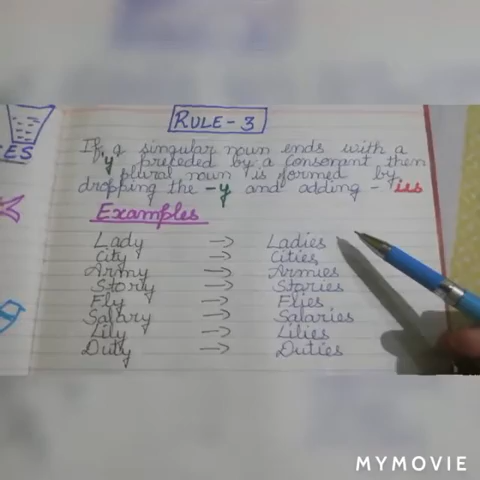 ES
RULE-3
If a singular noun ends with a
'y' preceded by a consonant then
plural noun is formed by
dropping the -y and adding - ies
Examples
Lady → Ladies
City → Cities
Army → Armies
Story → Stories
Fly → Flies
Salary → Salaries
Lily → Lilies
Duty → Duties
MYMOVIE